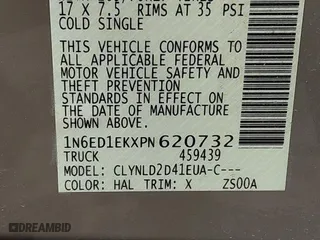 17 X 7.5 RIMS AT 35 PSI
COLD SINGLE
THIS VEHICLE CONFORMS TO
ALL APPLICABLE FEDERAL
MOTOR VEHICLE SAFETY AND
THEFT PREVENTION
STANDARDS IN EFFECT ON THE
DATE OF MANUFACTURE
SHOWN ABOVE.
1N6ED1EKXPN620732
TRUCK 459439
MODEL: CLYNLD2D41EUA-C---
COLOR: HAL TRIM: X ZS00A
DREAMBID